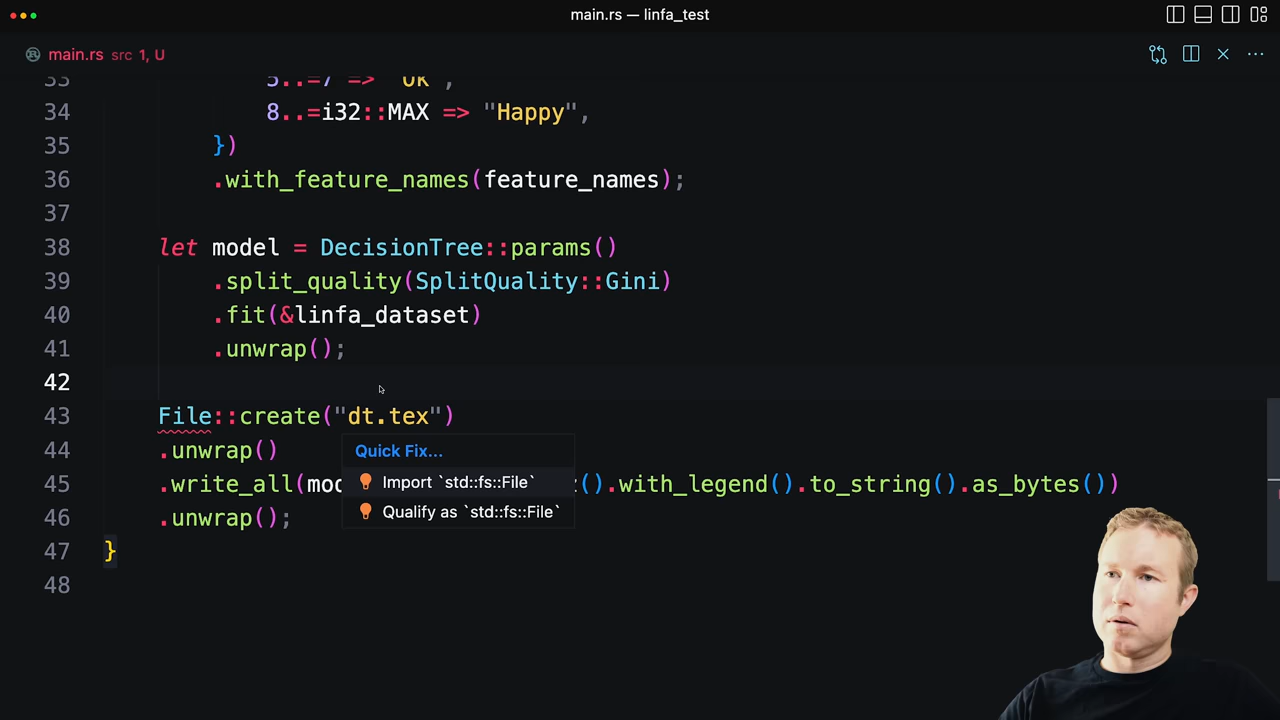 main.rs — linfa_test
main.rs src 1, U
33 5..=7 => "OK",
34 8..=i32::MAX => "Happy",
35 })
36 .with_feature_names(feature_names);
37
38 let model = DecisionTree::params()
39 .split_quality(SplitQuality::Gini)
40 .fit(&linfa_dataset)
41 .unwrap();
42
43 File::create("dt.tex")
44 .unwrap()
Quick Fix...
45 .write_all(mod
Import `std::fs::File`
().with_legend().to_string().as_bytes())
Qualify as `std::fs::File`
46 .unwrap();
47 }
48